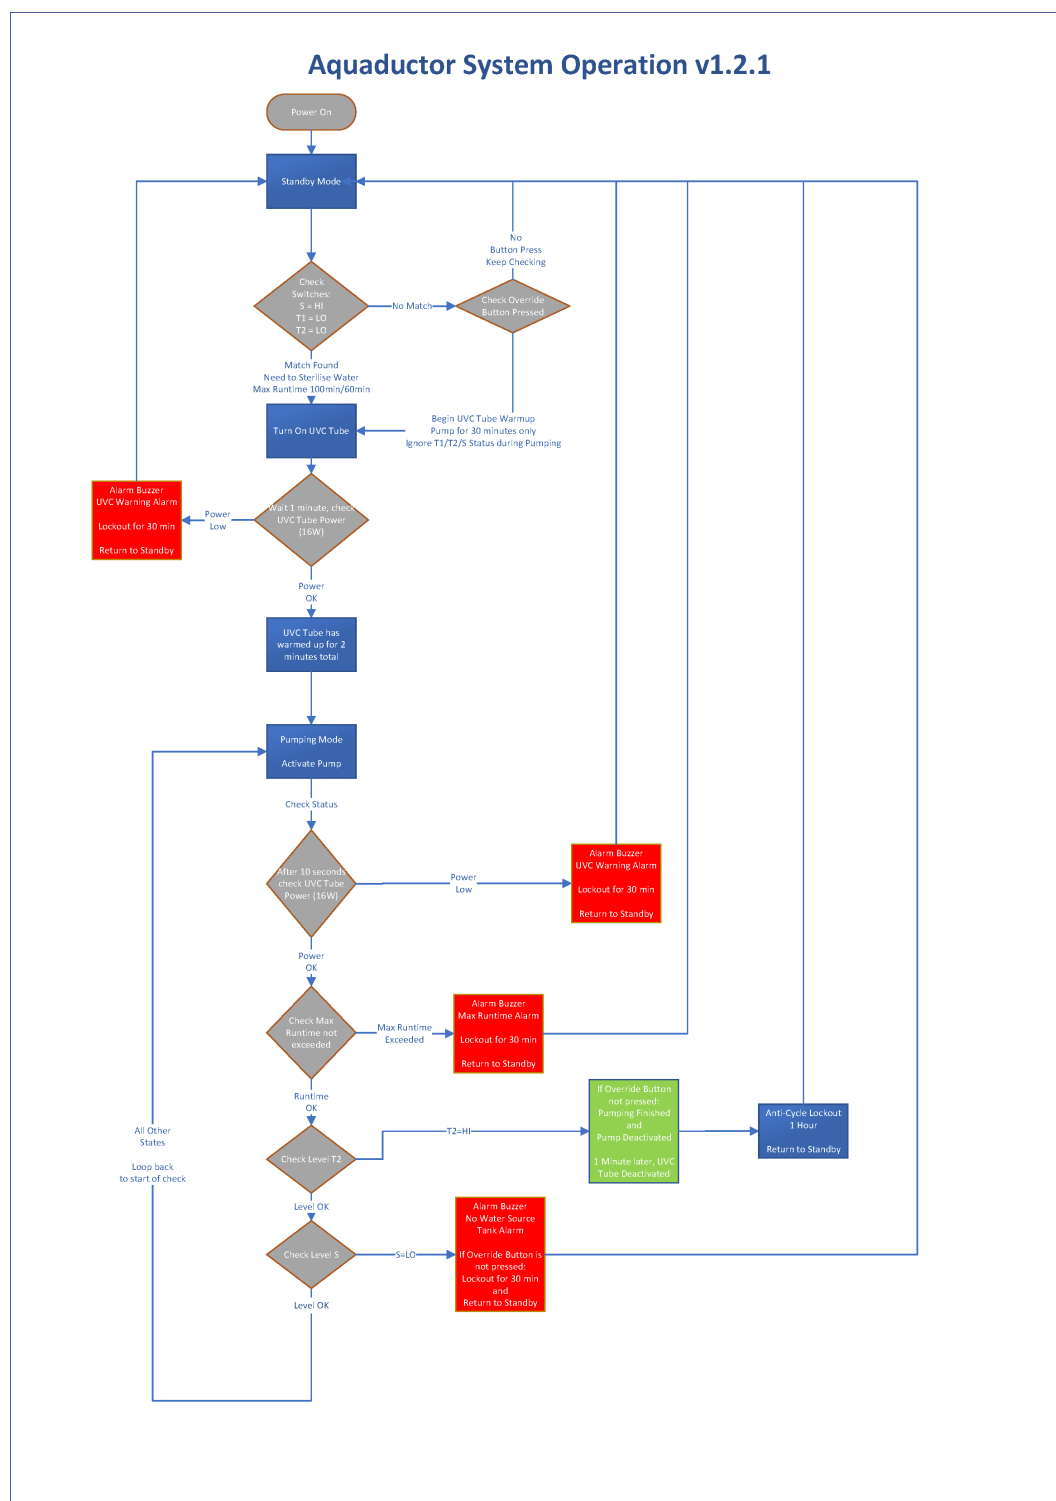 Aquaductor System Operation v1.2.1
Power On
Standby Mode
No
Button Press
Keep Checking
Check
Switches:
S = HI
T1 = LO
T2 = LO
No Match
Check Override
Button Pressed
Match Found
Need to Sterilise Water
Max Runtime 100min/60min
Turn On UVC Tube
Begin UVC Tube Warmup
Pump for 30 minutes only
Ignore T1/T2/S Status during Pumping
Alarm Buzzer
UVC Warning Alarm
Lockout for 30 min
Return to Standby
Power
Low
Wait 1 minute, check
UVC Tube Power
(16W)
Power
OK
UVC Tube has
warmed up for 2
minutes total
Pumping Mode
Activate Pump
Check Status
After 10 seconds
check UVC Tube
Power (16W)
Power
Low
Alarm Buzzer
UVC Warning Alarm
Lockout for 30 min
Return to Standby
Power
OK
Check Max
Runtime not
exceeded
Max Runtime
Exceeded
Alarm Buzzer
Max Runtime Alarm
Lockout for 30 min
Return to Standby
Runtime
OK
All Other
States
Loop back
to start of check
Check Level T2
T2=HI
If Override Button
not pressed:
Pumping Finished
and
Pump Deactivated
1 Minute later, UVC
Tube Deactivated
Anti-Cycle Lockout
1 Hour
Return to Standby
Level OK
Check Level S
S=LO
Alarm Buzzer
No Water Source
Tank Alarm
If Override Button is
not pressed:
Lockout for 30 min
and
Return to Standby
Level OK